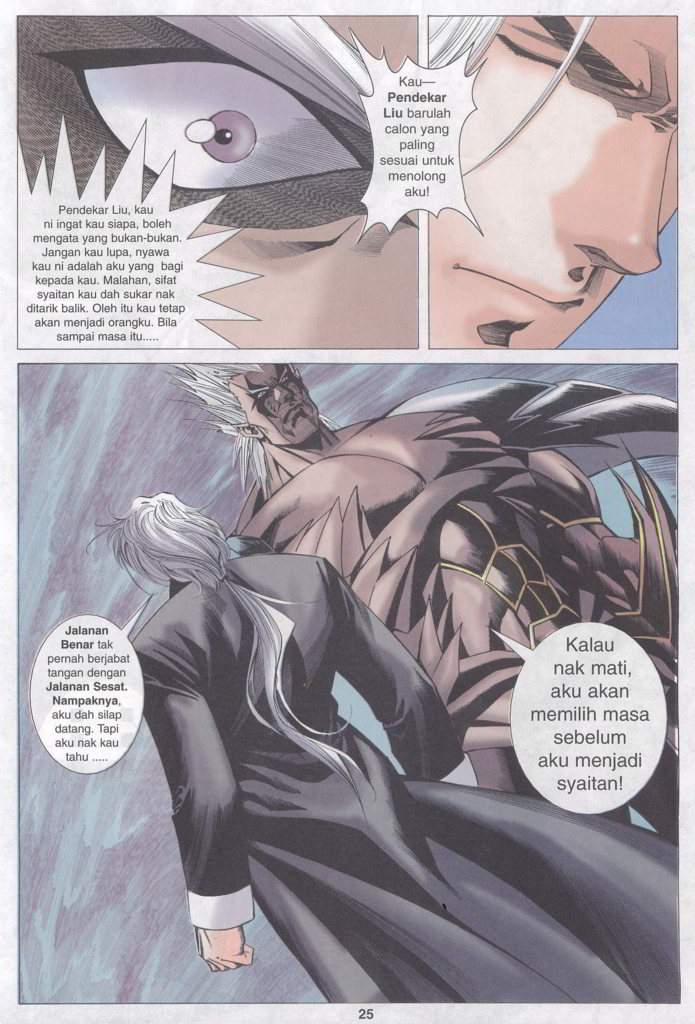 Pendekar Liu, kau
ni ingat kau siapa, boleh
mengata yang bukan-bukan.
Jangan kau lupa, nyawa
kau ni adalah aku yang bagi
kepada kau. Malahan, sifat
syaitan kau dah sukar nak
ditarik balik. Oleh itu kau tetap
akan menjadi orangku. Bila
sampai masa itu.....
Kau—
Pendekar
Liu barulah
calon yang
paling
sesuai untuk
menolong
aku!
Jalanan
Benar tak
pernah berjabat
tangan dengan
Jalanan Sesat.
Nampaknya,
aku dah silap
datang. Tapi
aku nak kau
tahu .....
Kalau
nak mati,
aku akan
memilih masa
sebelum
aku menjadi
syaitan!
25